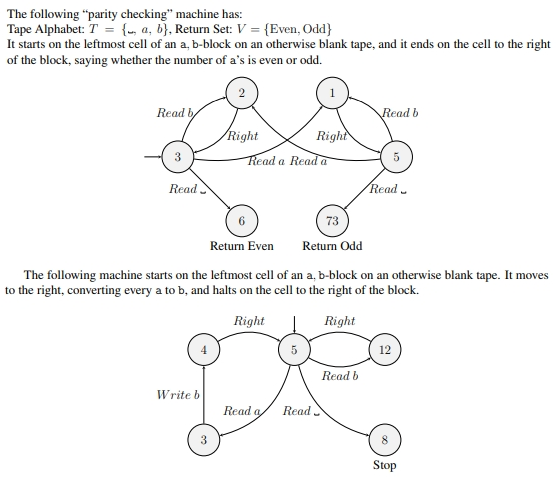 The following “parity checking” machine has:
Tape Alphabet: T = {␣, a, b}, Return Set: V = {Even, Odd}
It starts on the leftmost cell of an a, b-block on an otherwise blank tape, and it ends on the cell to the right
of the block, saying whether the number of a's is even or odd.
2 1
Read b Read b
Right Right
3 5
Read a Read a
Read ␣ Read ␣
6 73
Return Even Return Odd
The following machine starts on the leftmost cell of an a, b-block on an otherwise blank tape. It moves
to the right, converting every a to b, and halts on the cell to the right of the block.
Right Right
4 5 12
Read b
Write b
Read a Read ␣
3 8
Stop